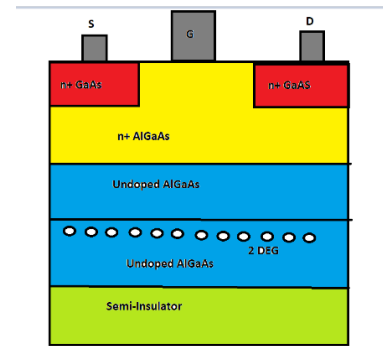 S
G
D
n+ GaAs
n+ GaAS
n+ AlGaAs
Undoped AlGaAs
2 DEG
Undoped AlGaAs
Semi-Insulator